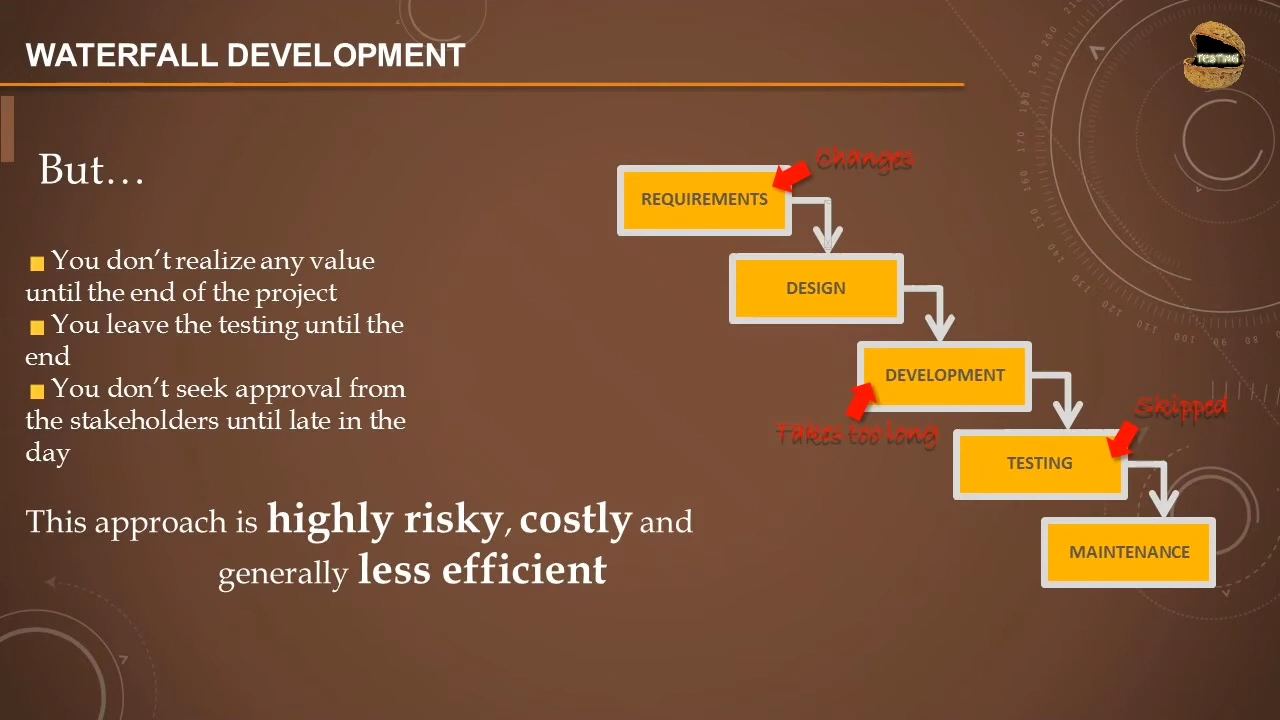 WATERFALL DEVELOPMENT
TESTING
But…
You don't realize any value
until the end of the project
You leave the testing until the
end
You don't seek approval from
the stakeholders until late in the
day
This approach is highly risky, costly and
generally less efficient
Changes
REQUIREMENTS
DESIGN
DEVELOPMENT
Takes too long
Skipped
TESTING
MAINTENANCE